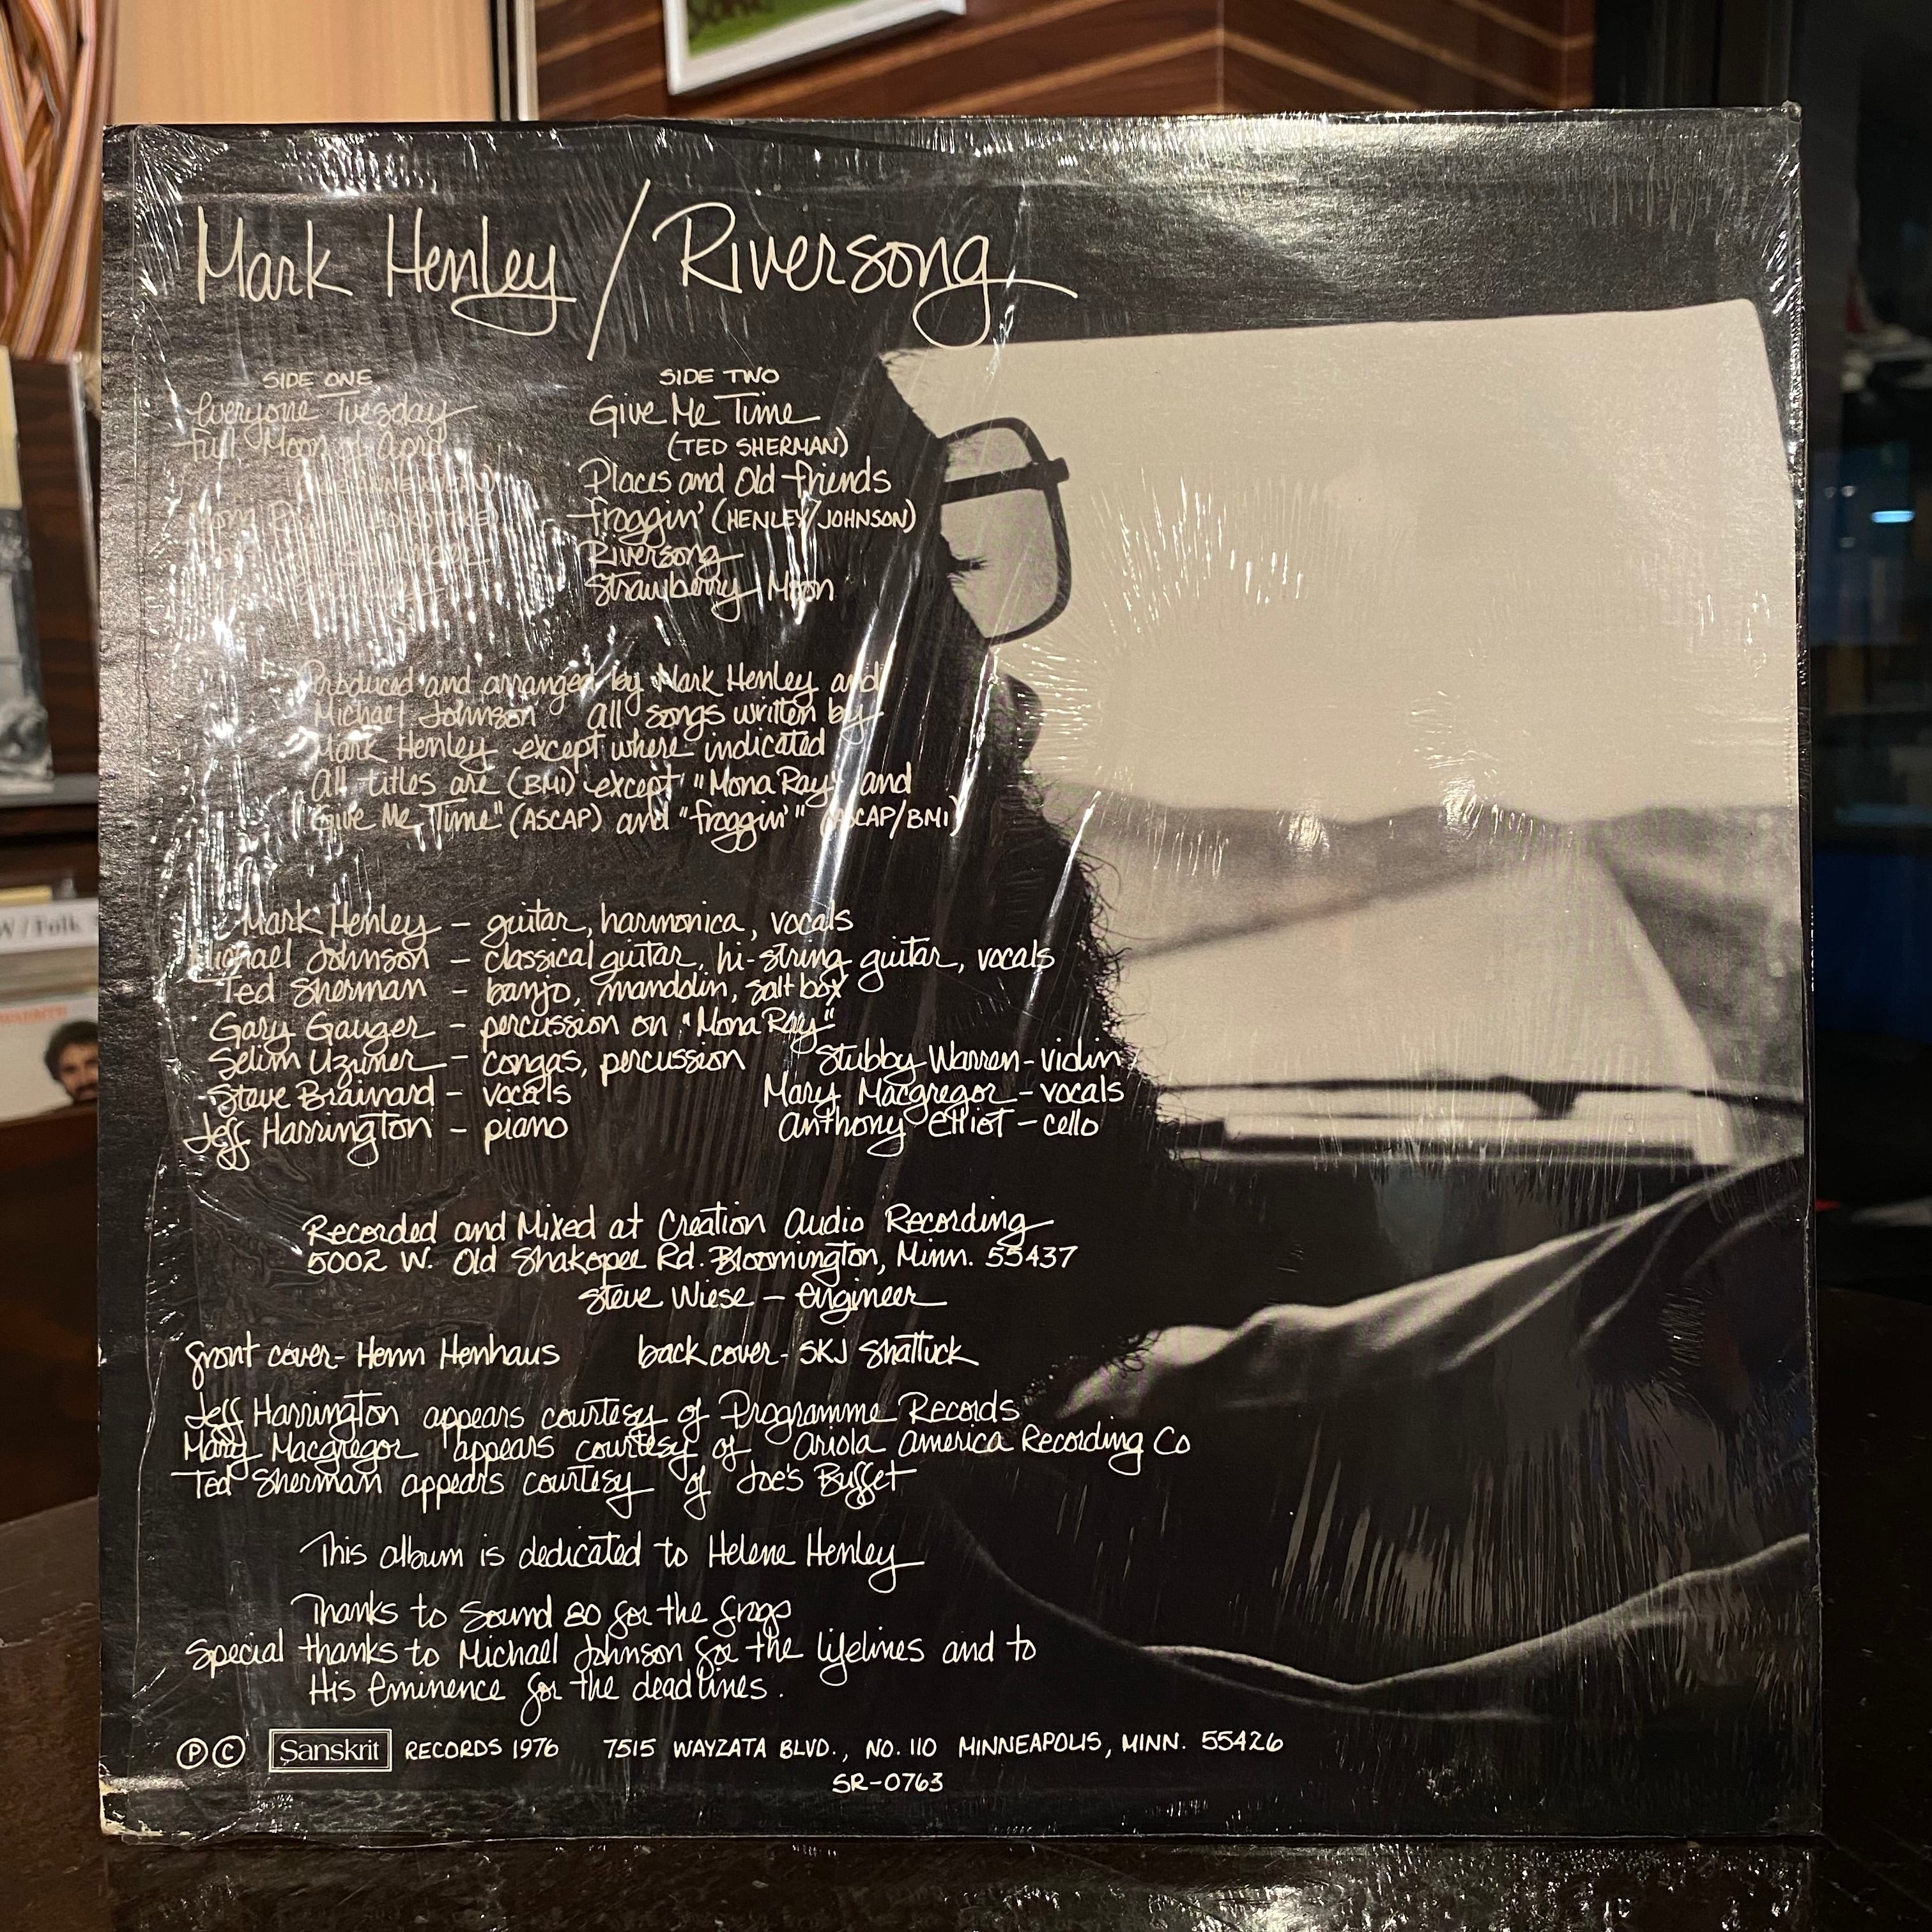 Mark Henley / Riversong
SIDE ONE
Everyone Tuesday
Full Moon of April
SIDE TWO
Give Me Time
(TED SHERMAN)
Places and Old friends
froggin' (HENLEY/JOHNSON)
Riversong
Strawberry Moon
Produced and arranged by Mark Henley and
Michael Johnson all songs written by
Mark Henley except where indicated
All titles are (BMI) except "Mona Ray" and
"Give Me Time" (ASCAP) and "froggin'" (ASCAP/BMI)
Mark Henley – guitar, harmonica, vocals
Michael Johnson – classical guitar, hi-string guitar, vocals
Ted Sherman – banjo, mandolin, salt box
Gary Gauger – percussion on "Mona Ray"
Selim Uzuner – congas, percussion Stubby Warren – violin
Steve Brainard – vocals Mary Macgregor – vocals
Jeff Harrington – piano Anthony Elliot – cello
Recorded and Mixed at Creation Audio Recording
5002 W. Old Shakopee Rd. Bloomington, Minn. 55437
Steve Wiese – Engineer
front cover - Henn Henhaus back cover - SKJ Shattuck
Jeff Harrington appears courtesy of Programme Records
Mary Macgregor appears courtesy of Ariola America Recording Co
Ted Sherman appears courtesy of Joe's Buffet
This album is dedicated to Helene Henley
Thanks to Sound 80 for the frogs
Special thanks to Michael Johnson for the lifelines and to
His Eminence for the deadlines.
Ⓟ © Sanskrit RECORDS 1976 7515 WAYZATA BLVD., NO. 110 MINNEAPOLIS, MINN. 55426
SR-0763
/ Folk